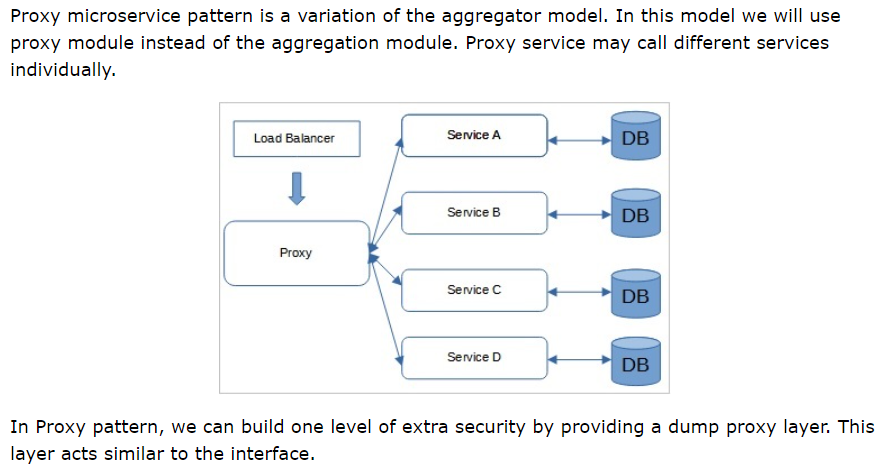 Proxy microservice pattern is a variation of the aggregator model. In this model we will use
proxy module instead of the aggregation module. Proxy service may call different services
individually.
Load Balancer
Service A
DB
Service B
DB
Proxy
Service C
DB
Service D
DB
In Proxy pattern, we can build one level of extra security by providing a dump proxy layer. This
layer acts similar to the interface.